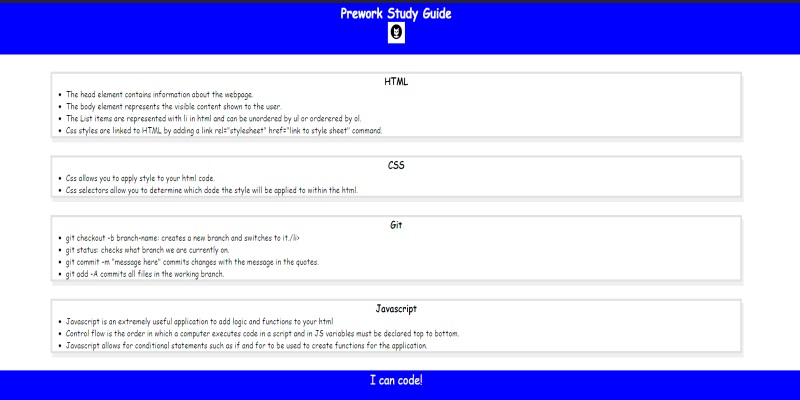 Prework Study Guide
HTML
The head element contains information about the webpage.
The body element represents the visible content shown to the user.
The List items are represented with li in html and can be unordered by ul or orderered by ol.
Css styles are linked to HTML by adding a link rel="stylesheet" href="link to style sheet" command.
CSS
Css allows you to apply style to your html code.
Css selectors allow you to determine which dode the style will be applied to within the html.
Git
git checkout -b branch-name: creates a new branch and switches to it./li>
git status: checks what branch we are currently on.
git commit -m "message here" commits changes with the message in the quotes.
git add -A commits all files in the working branch.
Javascript
Javascript is an extremely useful application to add logic and functions to your html
Control flow is the order in which a computer executes code in a script and in JS variables must be declared top to bottom.
Javascript allows for conditional statements such as if and for to be used to create functions for the application.
I can code!